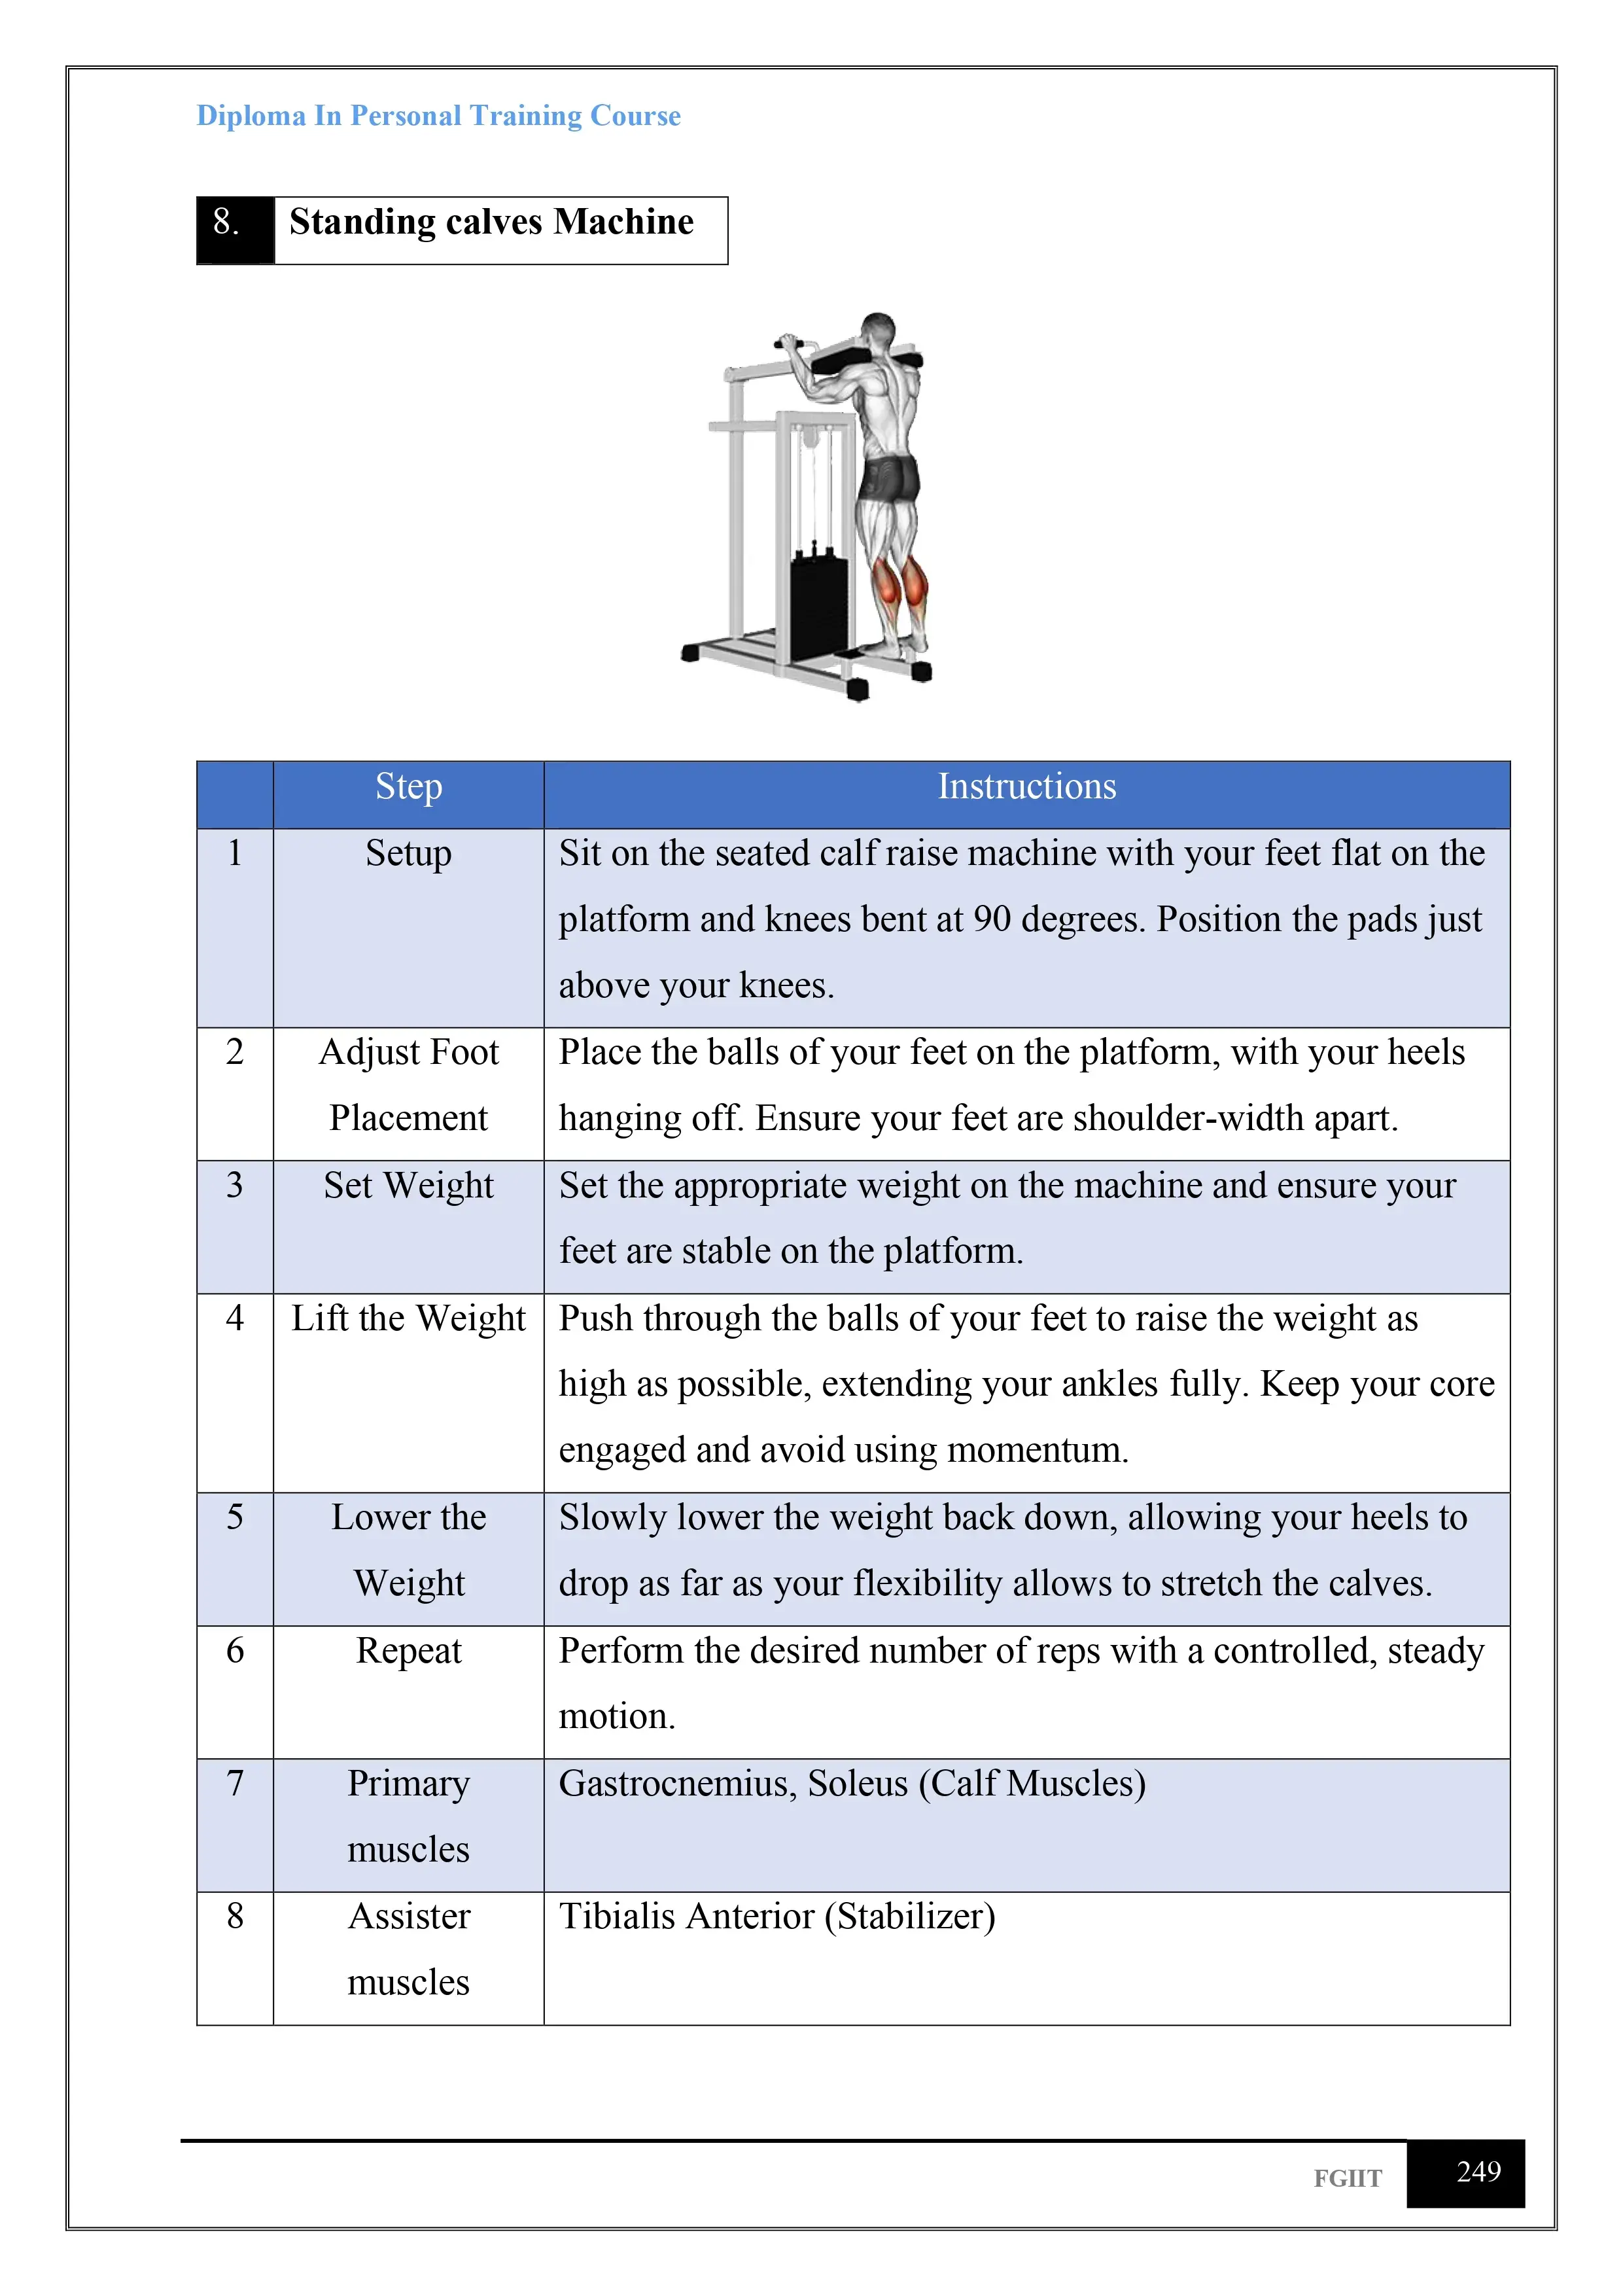 Diploma In Personal Training Course
8. Standing calves Machine
Step Instructions
1 Setup Sit on the seated calf raise machine with your feet flat on the
platform and knees bent at 90 degrees. Position the pads just
above your knees.
2 Adjust Foot Place the balls of your feet on the platform, with your heels
Placement hanging off. Ensure your feet are shoulder-width apart.
3 Set Weight Set the appropriate weight on the machine and ensure your
feet are stable on the platform.
4 Lift the Weight Push through the balls of your feet to raise the weight as
high as possible, extending your ankles fully. Keep your core
engaged and avoid using momentum.
5 Lower the Slowly lower the weight back down, allowing your heels to
Weight drop as far as your flexibility allows to stretch the calves.
6 Repeat Perform the desired number of reps with a controlled, steady
motion.
7 Primary Gastrocnemius, Soleus (Calf Muscles)
muscles
8 Assister Tibialis Anterior (Stabilizer)
muscles
FGIIT 249